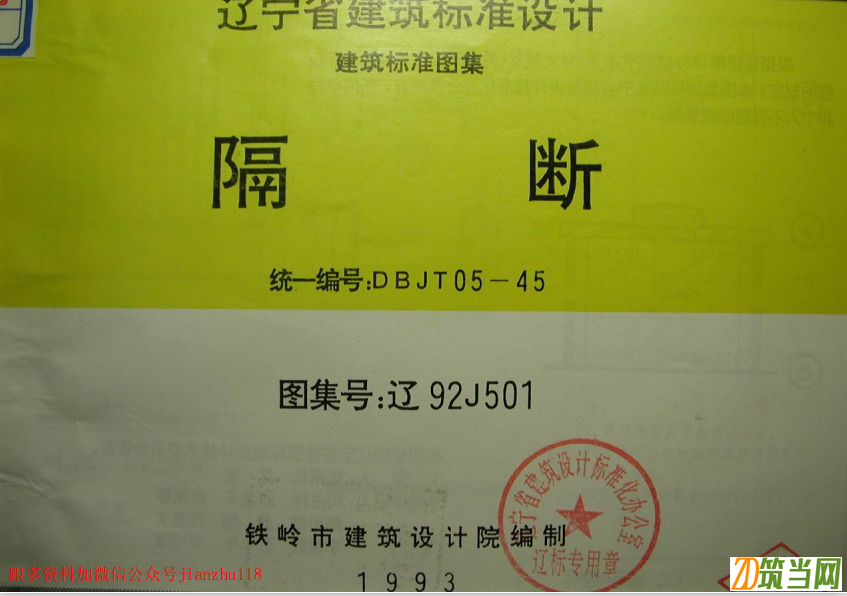 辽宁省建筑标准设计
建筑标准图集
隔 断
统一编号:DBJT05-45
图集号:辽92J501
辽宁省建筑设计标准化办公室
辽标专用章
铁岭市建筑设计院编制
1993
跟多资料加微信公众号jianzhu118
筑当网